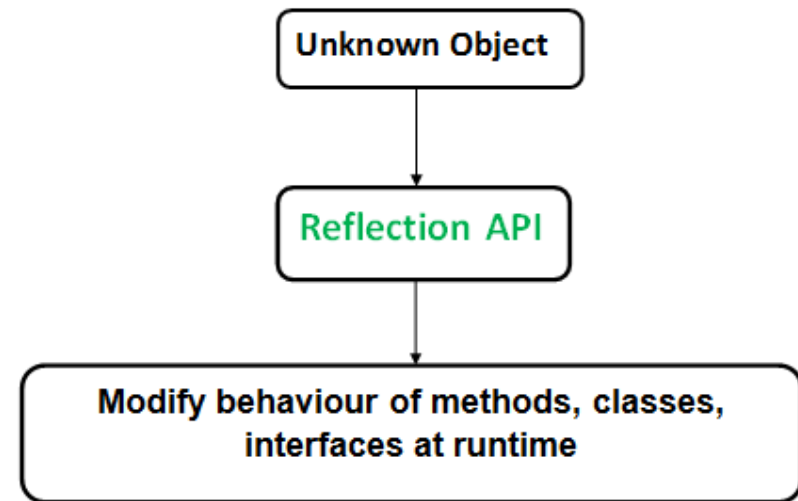 Unknown Object
Reflection API
Modify behaviour of methods, classes,
interfaces at runtime